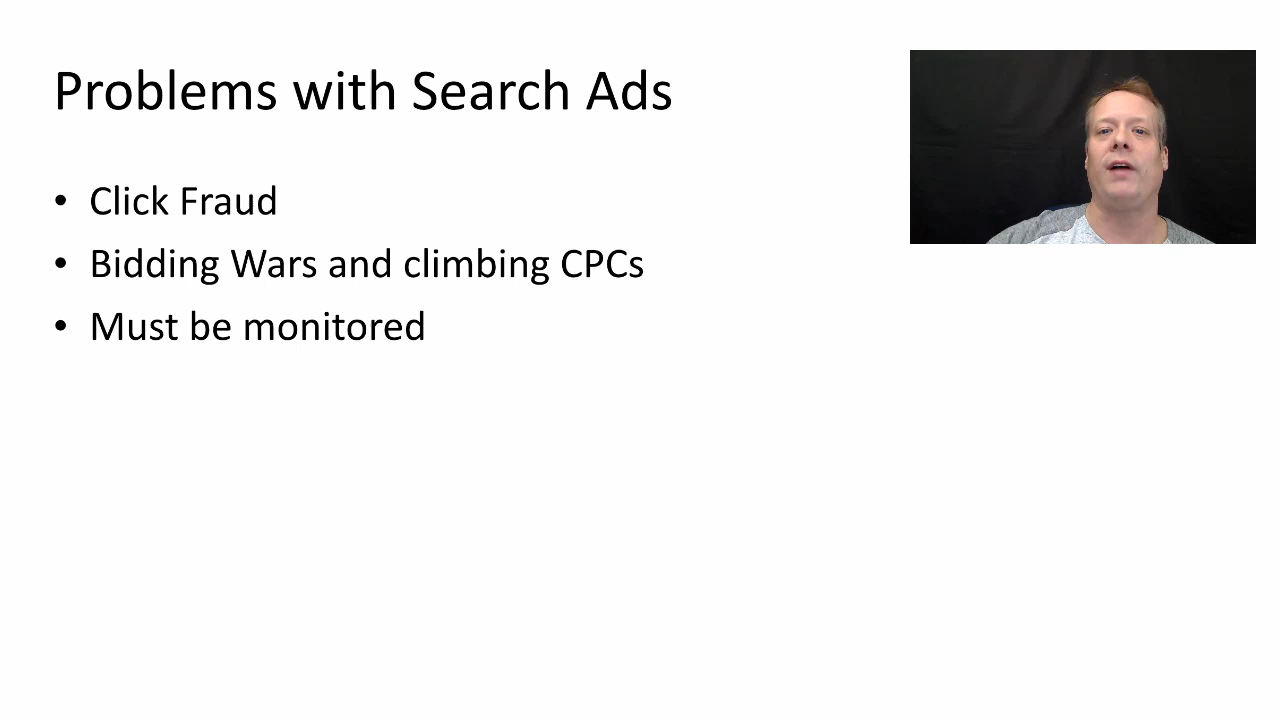 Problems with Search Ads
• Click Fraud
• Bidding Wars and climbing CPCs
• Must be monitored